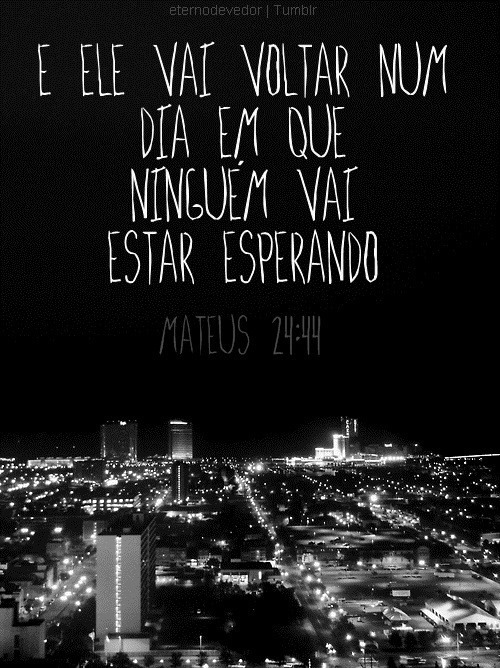 eternodevedor | Tumblr
E ELE VAI VOLTAR NUM
DIA EM QUE
NINGUÉM VAI
ESTAR ESPERANDO
MATEUS 24:44